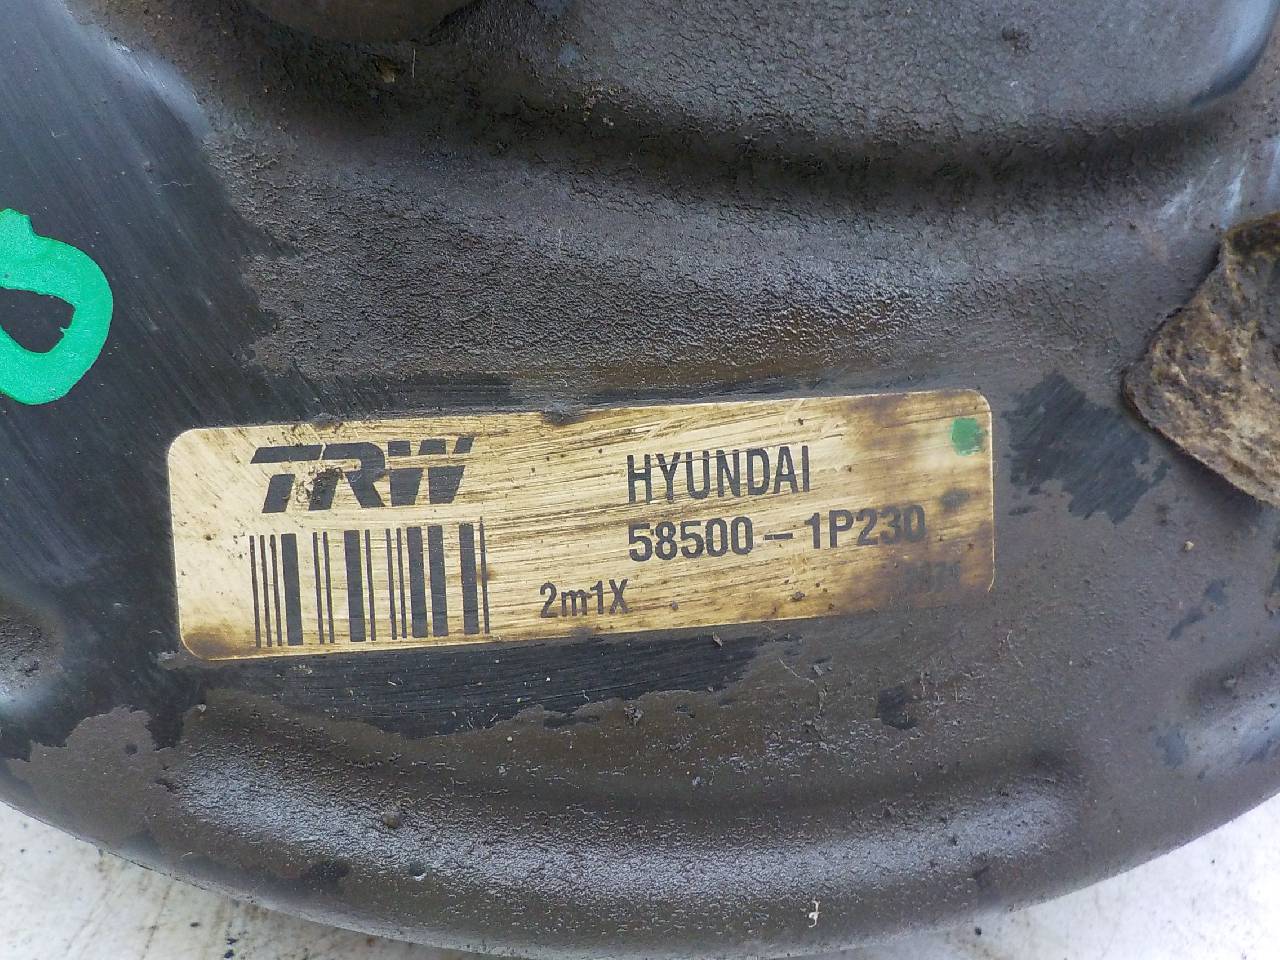 TRW
HYUNDAI
58500-1P230
2m1X